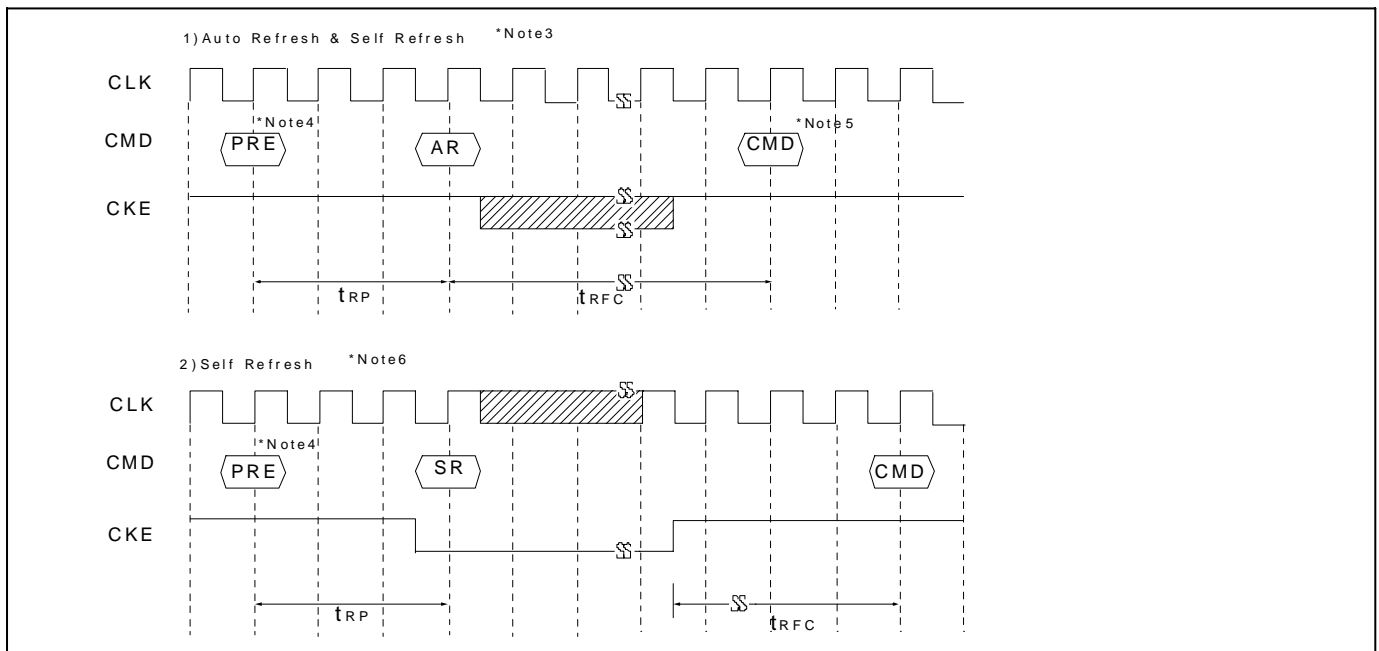 1)Auto Refresh & Self Refresh *Note3
CLK
*Note4
*Note5
CMD PRE AR CMD
CKE
tRP tRFC
2)Self Refresh *Note6
CLK
*Note4
CMD PRE SR CMD
CKE
tRP tRFC